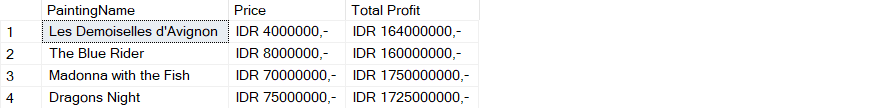 PaintingName Price Total Profit
1 Les Demoiselles d'Avignon IDR 4000000,- IDR 164000000,-
2 The Blue Rider IDR 8000000,- IDR 160000000,-
3 Madonna with the Fish IDR 70000000,- IDR 1750000000,-
4 Dragons Night IDR 75000000,- IDR 1725000000,-